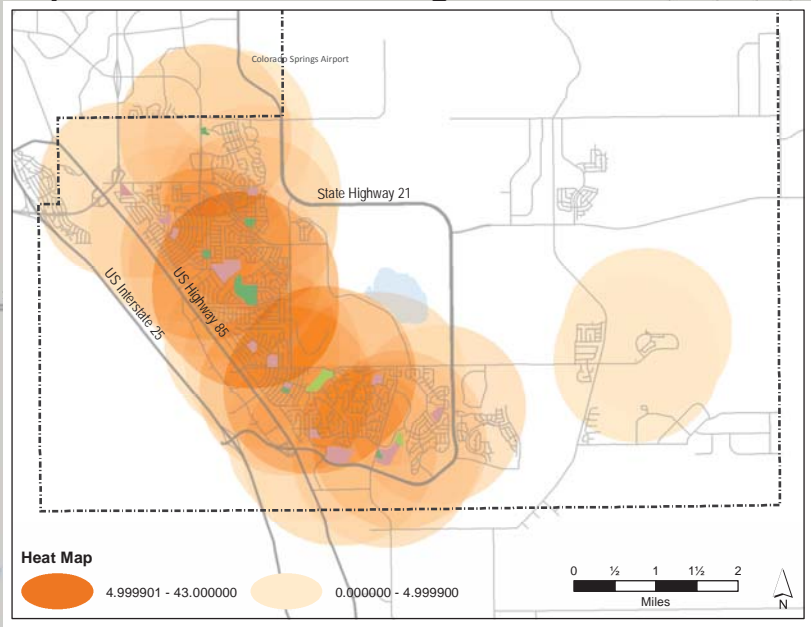 Colorado Springs Airport
State Highway 21
US Interstate 25
US Highway 85
Heat Map
4.999901 - 43.000000
0.000000 - 4.999900
0 ½ 1 1½ 2
Miles
N